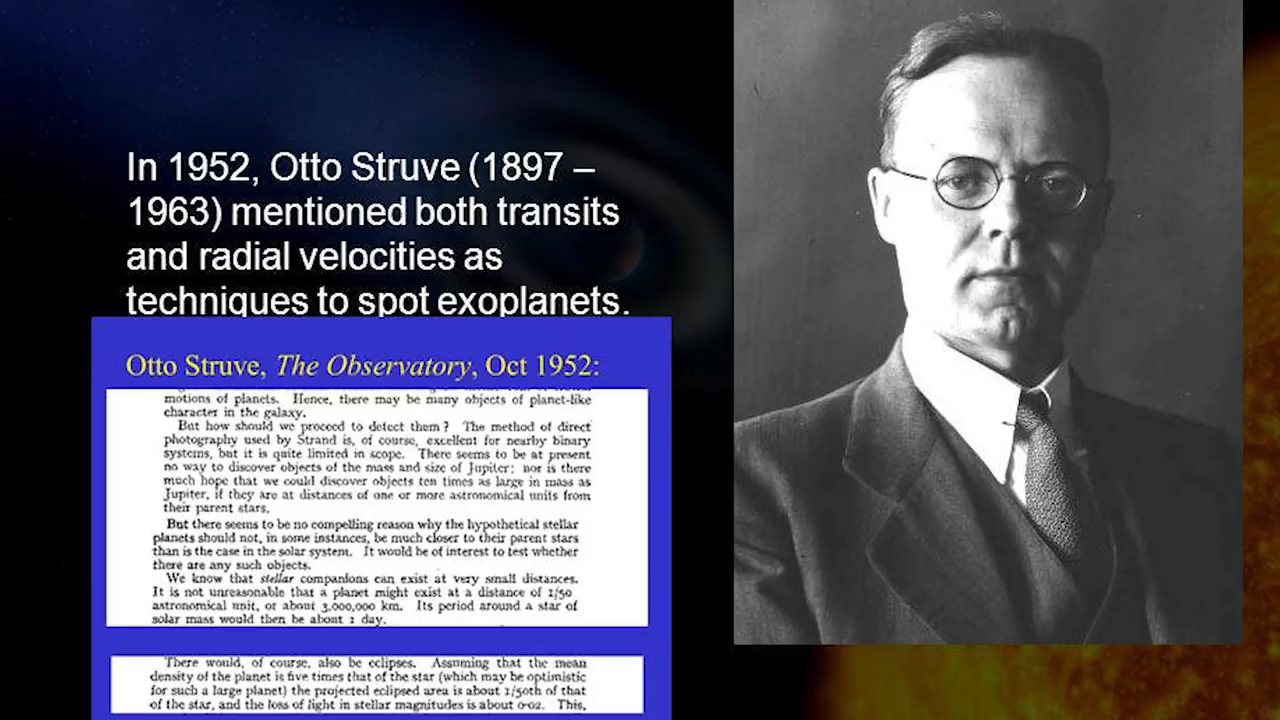 In 1952, Otto Struve (1897 –
1963) mentioned both transits
and radial velocities as
techniques to spot exoplanets.
Otto Struve, The Observatory, Oct 1952:
motions of planets. Hence, there may be many objects of planet-like
character in the galaxy.
But how should we proceed to detect them? The method of direct
photography used by Strand is, of course, excellent for nearby binary
systems, but it is quite limited in scope. There seems to be at present
no way to discover objects of the mass and size of Jupiter; nor is there
much hope that we could discover objects ten times as large in mass as
Jupiter, if they are at distances of one or more astronomical units from
their parent stars.
But there seems to be no compelling reason why the hypothetical stellar
planets should not, in some instances, be much closer to their parent stars
than is the case in the solar system. It would be of interest to test whether
there are any such objects.
We know that stellar companions can exist at very small distances.
It is not unreasonable that a planet might exist at a distance of 1/50
astronomical unit, or about 3,000,000 km. Its period around a star of
solar mass would then be about 1 day.
There would, of course, also be eclipses. Assuming that the mean
density of the planet is five times that of the star (which may be optimistic
for such a large planet) the projected eclipsed area is about 1/50th of that
of the star, and the loss of light in stellar magnitudes is about 0·02. This,